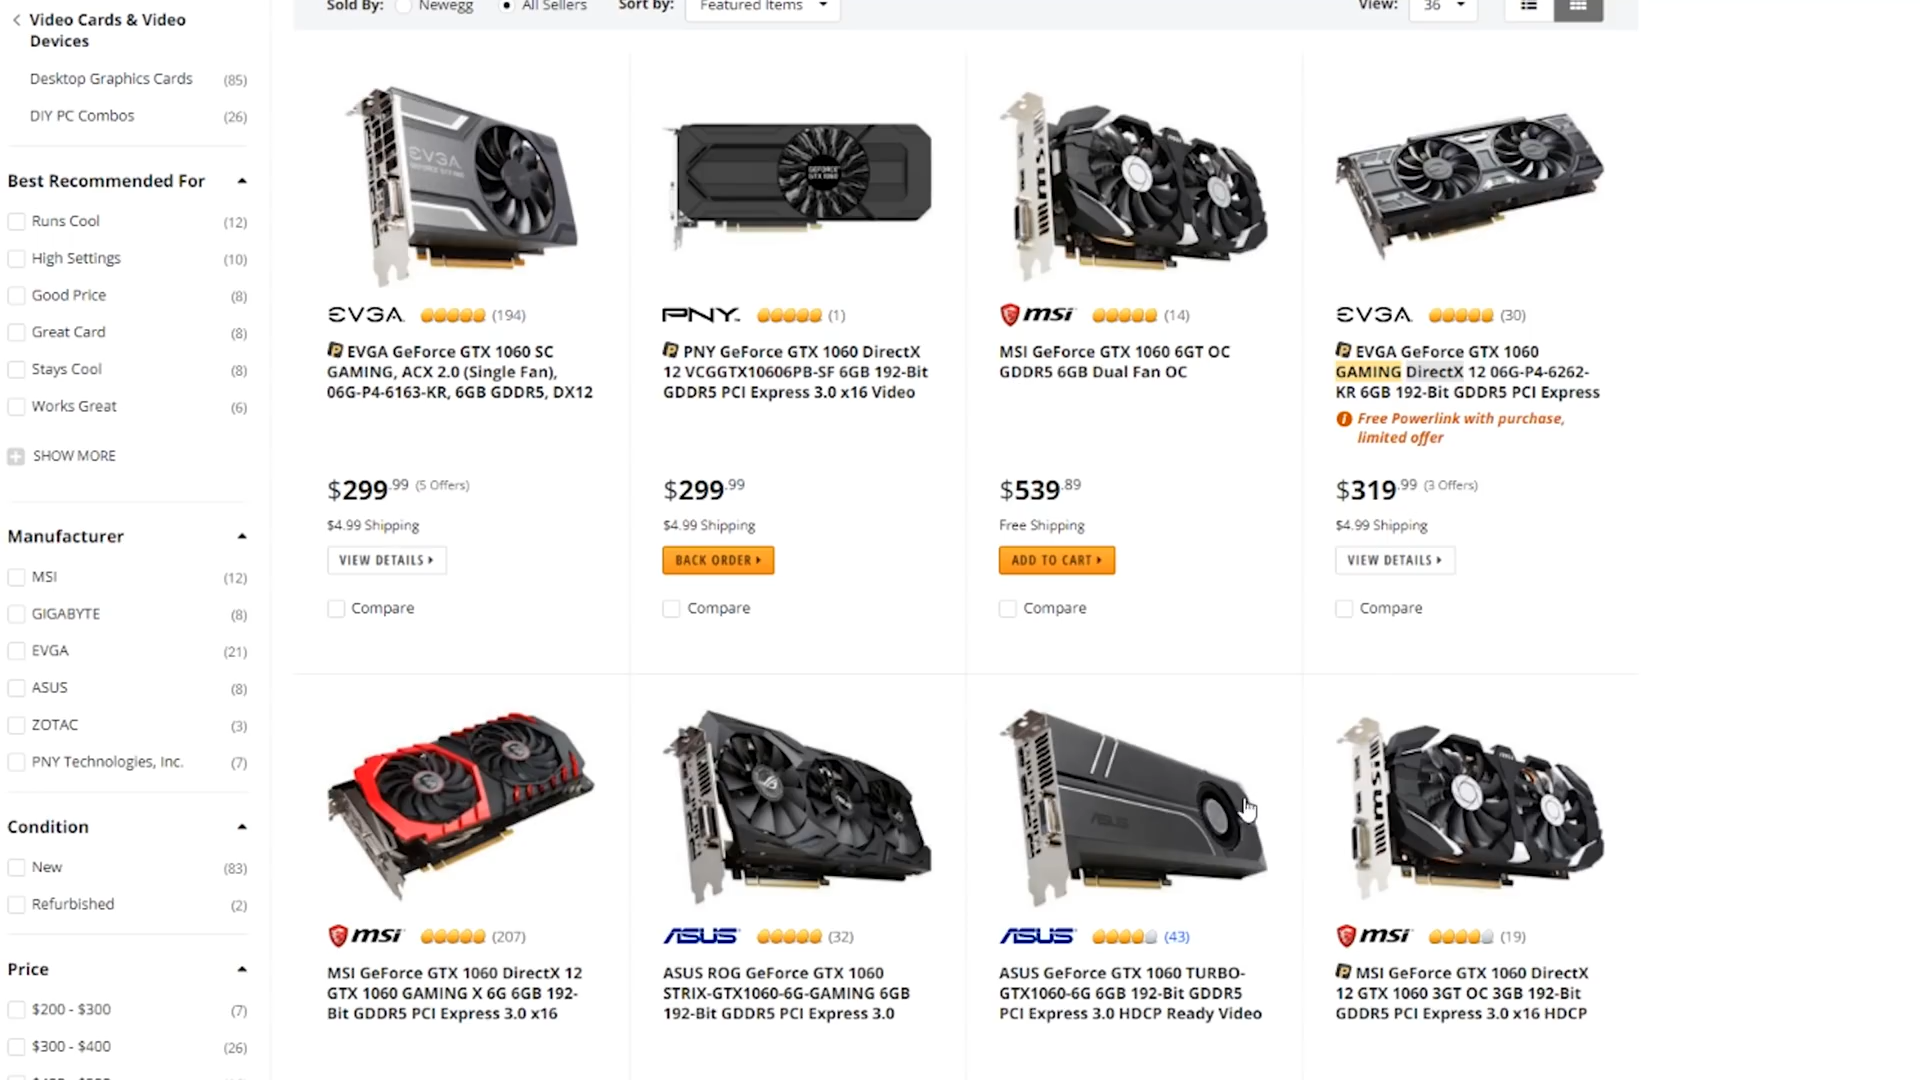 Sold By:
Newegg
All Sellers
Sort by:
Featured Items
View:
36
Video Cards & Video
Devices
Desktop Graphics Cards (85)
DIY PC Combos (26)
Best Recommended For
Runs Cool (12)
High Settings (10)
Good Price (8)
Great Card (8)
Stays Cool (8)
Works Great (6)
SHOW MORE
Manufacturer
MSI (12)
GIGABYTE (8)
EVGA (21)
ASUS (8)
ZOTAC (3)
PNY Technologies, Inc. (7)
Condition
New (83)
Refurbished (2)
Price
$200 - $300 (7)
$300 - $400 (26)
EVGA
EVGA (194)
EVGA GeForce GTX 1060 SC
GAMING, ACX 2.0 (Single Fan),
06G-P4-6163-KR, 6GB GDDR5, DX12
$299.99 (5 Offers)
$4.99 Shipping
VIEW DETAILS
Compare
GEFORCE
GTX 1060
PNY (1)
PNY GeForce GTX 1060 DirectX
12 VCGGTX10606PB-SF 6GB 192-Bit
GDDR5 PCI Express 3.0 x16 Video
$299.99
$4.99 Shipping
BACK ORDER
Compare
msi
msi (14)
MSI GeForce GTX 1060 6GT OC
GDDR5 6GB Dual Fan OC
$539.89
Free Shipping
ADD TO CART
Compare
EVGA (30)
EVGA GeForce GTX 1060
GAMING DirectX 12 06G-P4-6262-
KR 6GB 192-Bit GDDR5 PCI Express
Free Powerlink with purchase,
limited offer
$319.99 (3 Offers)
$4.99 Shipping
VIEW DETAILS
Compare
msi (207)
MSI GeForce GTX 1060 DirectX 12
GTX 1060 GAMING X 6G 6GB 192-
Bit GDDR5 PCI Express 3.0 x16
ASUS (32)
ASUS ROG GeForce GTX 1060
STRIX-GTX1060-6G-GAMING 6GB
192-Bit GDDR5 PCI Express 3.0
ASUS
ASUS (43)
ASUS GeForce GTX 1060 TURBO-
GTX1060-6G 6GB 192-Bit GDDR5
PCI Express 3.0 HDCP Ready Video
msi
msi (19)
MSI GeForce GTX 1060 DirectX
12 GTX 1060 3GT OC 3GB 192-Bit
GDDR5 PCI Express 3.0 x16 HDCP